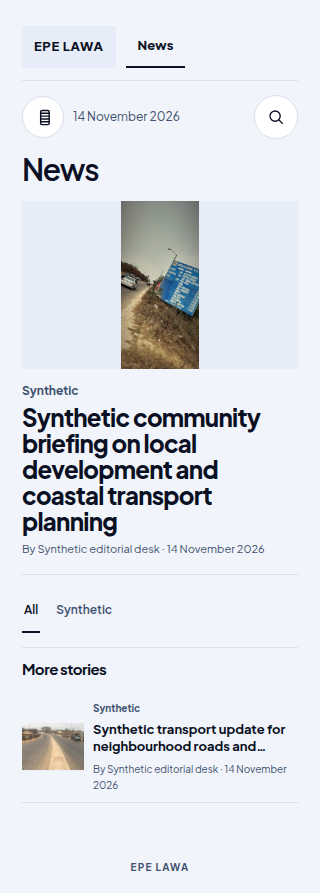 EPE LAWA
News
14 November 2026
News
Synthetic
Synthetic community
briefing on local
development and
coastal transport
planning
By Synthetic editorial desk · 14 November 2026
All
Synthetic
More stories
Synthetic
Synthetic transport update for
neighbourhood roads and…
By Synthetic editorial desk · 14 November
2026
EPE LAWA